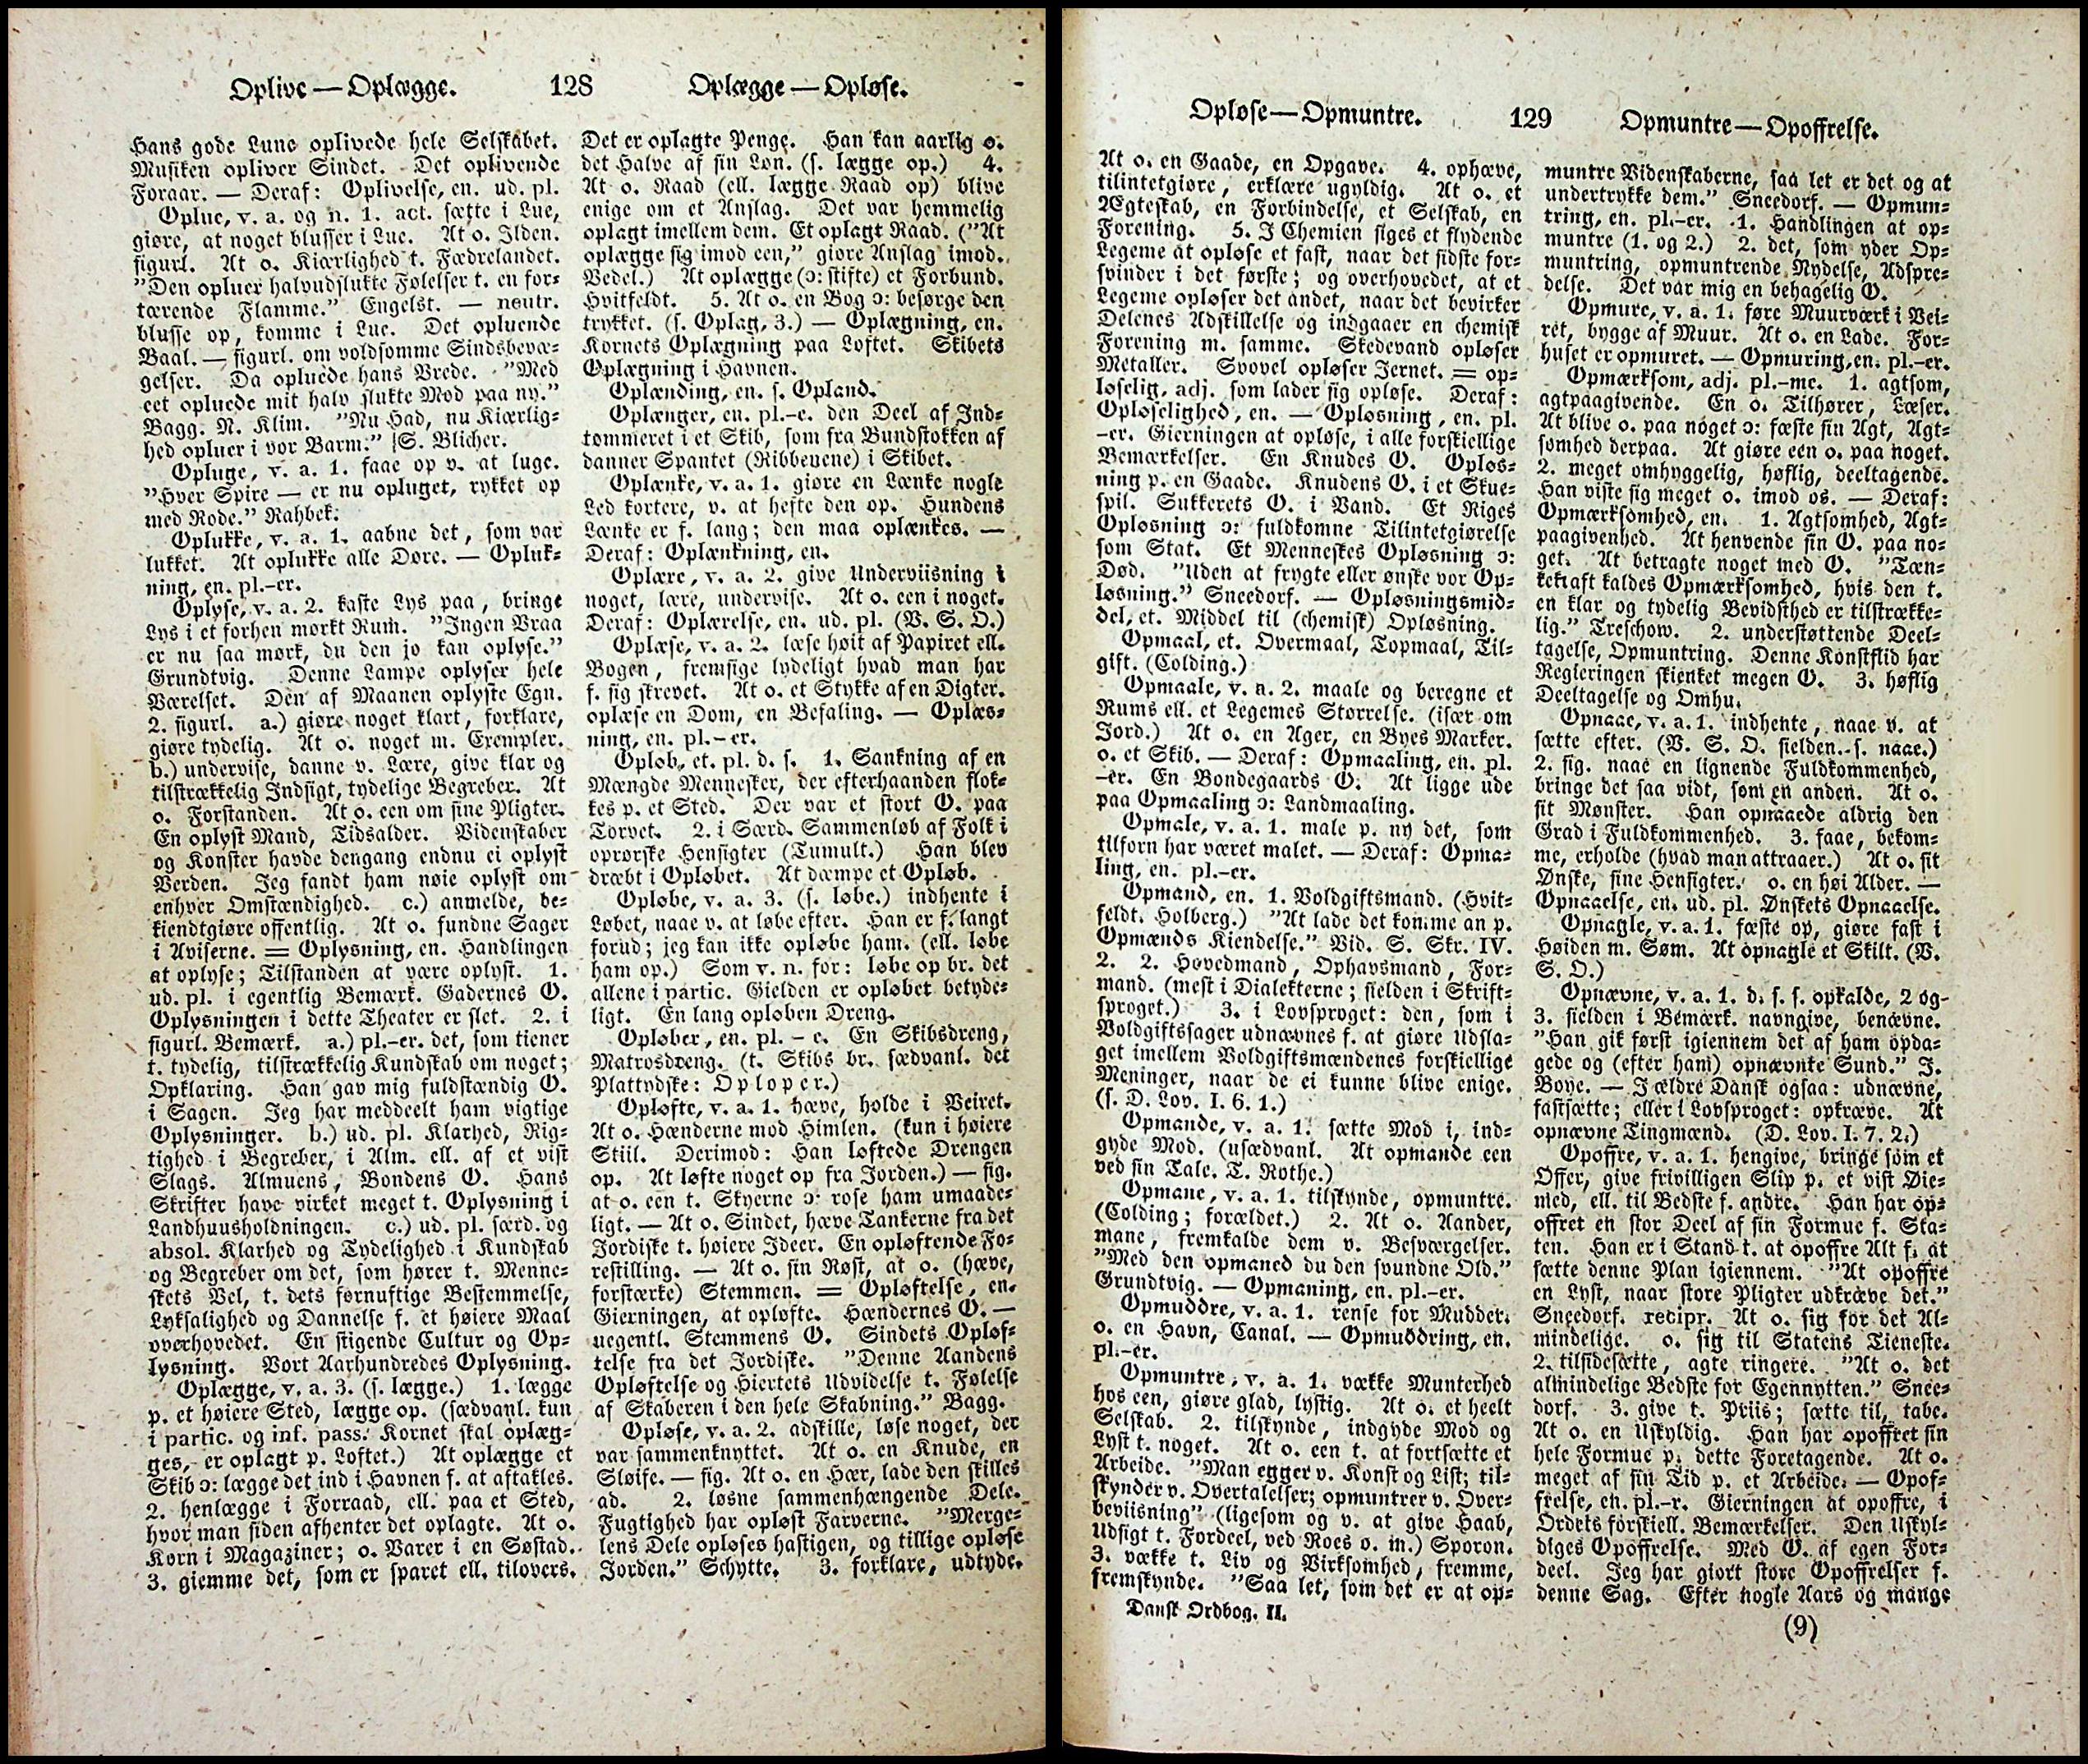 Oplive — Oplægge. 128 Oplægge — Opløse.
Hans gode Lune oplivede hele Selskabet.
Musiken opliver Sindet. Det oplivende
Foraar. — Deraf: Oplivelse, en. ud. pl.
Oplue, v. a. og n. 1. act. sætte i Lue,
giøre, at noget blusser i Lue. At o. Ilden.
figurl. At o. Kiærlighed t. Fædrelandet.
"Den opluer halvudslukte Følelser t. en for-
tærende Flamme." Engelst. — neutr.
blusse op, komme i Lue. Det opluende
Baal. — figurl. om voldsomme Sindsbevæ-
gelser. Da opluede hans Vrede. "Med
eet opluede mit halv slukte Mod paa ny."
Bagg. N. Klim. "Nu Had, nu Kiærlig-
hed opluer i vor Barm." S. Blicher.
Opluge, v. a. 1. faae op v. at luge.
"Hver Spire — er nu opluget, rykket op
med Rode." Rahbek.
Oplukke, v. a. 1. aabne det, som var
lukket. At oplukke alle Døre. — Opluk-
ning, en. pl.-er.
Oplyse, v. a. 2. kaste Lys paa, bringe
Lys i et forhen mørkt Rum. "Ingen Vraa
er nu saa mørk, du den jo kan oplyse."
Grundtvig. Denne Lampe oplyser hele
Værelset. Den af Maanen oplyste Egn.
2. figurl. a.) giøre noget klart, forklare,
giøre tydelig. At o. noget m. Exempler.
b.) undervise, danne v. Lære, give klar og
tilstrækkelig Indsigt, tydelige Begreber. At
o. Forstanden. At o. een om sine Pligter.
En oplyst Mand, Tidsalder. Videnskaber
og Konster havde dengang endnu ei oplyst
Verden. Jeg fandt ham nøie oplyst om
enhver Omstændighed. c.) anmelde, be-
kiendtgiøre offentlig. At o. fundne Sager
i Aviserne. = Oplysning, en. Handlingen
at oplyse; Tilstanden at være oplyst. 1.
ud. pl. i egentlig Bemærk. Gadernes O.
Oplysningen i dette Theater er slet. 2. i
figurl. Bemærk. a.) pl.-er. det, som tiener
t. tydelig, tilstrækkelig Kundskab om noget;
Opklaring. Han gav mig fuldstændig O.
i Sagen. Jeg har meddeelt ham vigtige
Oplysninger. b.) ud. pl. Klarhed, Rig-
tighed i Begreber, i Alm. ell. af et vist
Slags. Almuens, Bondens O. Hans
Skrifter have virket meget t. Oplysning i
Landhuusholdningen. c.) ud. pl. særd. og
absol. Klarhed og Tydelighed i Kundskab
og Begreber om det, som hører t. Menne-
skets Vel, t. dets fornuftige Bestemmelse,
Lyksalighed og Dannelse f. et høiere Maal
overhovedet. En stigende Cultur og Op-
lysning. Vort Aarhundredes Oplysning.
Oplægge, v. a. 3. (s. lægge.) 1. lægge
p. et høiere Sted, lægge op. (sædvanl. kun
i partic. og inf. pass. Kornet skal oplæg-
ges, er oplagt p. Loftet.) At oplægge et
Skib ɔ: lægge det ind i Havnen f. at aftakles.
2. henlægge i Forraad, ell. paa et Sted,
hvor man siden afhenter det oplagte. At o.
Korn i Magaziner; o. Varer i en Søstad.
3. giemme det, som er sparet ell. tilovers.
Det er oplagte Penge. Han kan aarlig o.
det Halve af sin Løn. (s. lægge op.) 4.
At o. Raad (ell. lægge Raad op) blive
enige om et Anslag. Det var hemmelig
oplagt imellem dem. Et oplagt Raad. ("At
oplægge sig imod een," giøre Anslag imod.
Vedel.) At oplægge (ɔ: stifte) et Forbund.
Hvitfeldt. 5. At o. en Bog ɔ: besørge den
trykket. (s. Oplag, 3.) — Oplægning, en.
Kornets Oplægning paa Loftet. Skibets
Oplægning i Havnen.
Oplænding, en. s. Opland.
Oplænger, en. pl.-e. den Deel af Ind-
tømmeret i et Skib, som fra Bundstokken af
danner Spantet (Ribbenene) i Skibet.
Oplænke, v. a. 1. giøre en Lænke nogle
Led kortere, v. at hefte den op. Hundens
Lænke er f. lang; den maa oplænkes. —
Deraf: Oplænkning, en.
Oplære, v. a. 2. give Underviisning i
noget, lære, undervise. At o. een i noget.
Deraf: Oplærelse, en. ud. pl. (V. S. O.)
Oplæse, v. a. 2. læse høit af Papiret ell.
Bogen, fremsige lydeligt hvad man har
f. sig skrevet. At o. et Stykke af en Digter.
oplæse en Dom, en Befaling. — Oplæs-
ning, en. pl.-er.
Opløb, et. pl. d. s. 1. Sankning af en
Mængde Mennesker, der efterhaanden flok-
kes p. et Sted. Der var et stort O. paa
Torvet. 2. i Særd. Sammenløb af Folk i
oprørske Hensigter (Tumult.) Han blev
dræbt i Opløbet. At dæmpe et Opløb.
Opløbe, v. a. 3. (s. løbe.) indhente i
Løbet, naae v. at løbe efter. Han er f. langt
forud; jeg kan ikke opløbe ham. (ell. løbe
ham op.) Som v. n. for: løbe op br. det
allene i partic. Gielden er opløbet betyde-
ligt. En lang opløben Dreng.
Opløber, en. pl. - e. En Skibsdreng,
Matrosdreng. (t. Skibs br. sædvanl. det
Plattydske: Oploper.)
Opløfte, v. a. 1. hæve, holde i Veiret.
At o. Hænderne mod Himlen. (kun i høiere
Stiil. Derimod: Han løftede Drengen
op. At løfte noget op fra Jorden.) — fig.
at o. een t. Skyerne ɔ: rose ham umaade-
ligt. — At o. Sindet, hæve Tankerne fra det
Jordiske t. høiere Ideer. En opløftende Fo-
restilling. — At o. sin Røst, at o. (hæve,
forstærke) Stemmen. = Opløftelse, en.
Gierningen, at opløfte. Hændernes O. —
uegentl. Stemmens O. Sindets Opløf-
telse fra det Jordiske. "Denne Aandens
Opløftelse og Hiertets Udvidelse t. Følelse
af Skaberen i den hele Skabning." Bagg.
Opløse, v. a. 2. adskille, løse noget, der
var sammenknyttet. At o. en Knude, en
Sløife. — fig. At o. en Hær, lade den skilles
ad. 2. løsne sammenhængende Dele.
Fugtighed har opløst Farverne. "Merge-
lens Dele opløses hastigen, og tillige opløse
Jorden." Schytte. 3. forklare, udtyde.
Opløse — Opmuntre. 129 Opmuntre — Opoffrelse.
At o. en Gaade, en Opgave. 4. ophæve,
tilintetgiøre, erklære ugyldig. At o. et
Ægteskab, en Forbindelse, et Selskab, en
Forening. 5. I Chemien siges et flydende
Legeme at opløse et fast, naar det sidste for-
svinder i det første; og overhovedet, at et
Legeme opløser det andet, naar det bevirker
Delenes Adskillelse og indgaaer en chemisk
Forening m. samme. Skedevand opløser
Metaller. Svovel opløser Jernet. = op-
løselig, adj. som lader sig opløse. Deraf:
Opløselighed, en. — Opløsning, en. pl.
-er. Gierningen at opløse, i alle forskiellige
Bemærkelser. En Knudes O. Opløs-
ning p. en Gaade. Knudens O. i et Skue-
spil. Sukkerets O. i Vand. Et Riges
Opløsning ɔ: fuldkomne Tilintetgiørelse
som Stat. Et Menneskes Opløsning ɔ:
Død. "Uden at frygte eller ønske vor Op-
løsning." Sneedorf. — Opløsningsmid-
del, et. Middel til (chemisk) Opløsning.
Opmaal, et. Overmaal, Topmaal, Til-
gift. (Colding.)
Opmaale, v. a. 2. maale og beregne et
Rums ell. et Legemes Størrelse. (især om
Jord.) At o. en Ager, en Byes Marker.
o. et Skib. — Deraf: Opmaaling, en. pl.
-er. En Bondegaards O. At ligge ude
paa Opmaaling ɔ: Landmaaling.
Opmale, v. a. 1. male p. ny det, som
tilforn har været malet. — Deraf: Opma-
ling, en. pl.-er.
Opmand, en. 1. Voldgiftsmand. (Hvit-
feldt. Holberg.) "At lade det komme an p.
Opmænds Kiendelse." Vid. S. Skr. IV.
2. 2. Hovedmand, Ophavsmand, For-
mand. (mest i Dialekterne; sielden i Skrift-
sproget.) 3. i Lovsproget: den, som i
Voldgiftssager udnævnes f. at giøre Udsla-
get imellem Voldgiftsmændenes forskiellige
Meninger, naar de ei kunne blive enige.
(s. D. Lov. I. 6. 1.)
Opmande, v. a. 1. sætte Mod i, ind-
gyde Mod. (usædvanl. At opmande een
ved sin Tale. T. Rothe.)
Opmane, v. a. 1. tilskynde, opmuntre.
(Colding; forældet.) 2. At o. Aander,
mane, fremkalde dem v. Besværgelser.
"Med den opmaned du den svundne Old."
Grundtvig. — Opmaning, en. pl.-er.
Opmuddre, v. a. 1. rense for Mudder.
o. en Havn, Canal. — Opmuddring, en.
pl.-er.
Opmuntre, v. a. 1. vække Munterhed
hos een, giøre glad, lystig. At o. et heelt
Selskab. 2. tilskynde, indgyde Mod og
Lyst t. noget. At o. een t. at fortsætte et
Arbeide. "Man egger v. Konst og List; til-
skynder v. Overtalelser; opmuntrer v. Over-
beviisning" (ligesom og v. at give Haab,
Udsigt t. Fordeel, ved Roes o. m.) Sporon.
3. vække t. Liv og Virksomhed, fremme,
fremskynde. "Saa let, som det er at op-
Dansk Ordbog. II.
muntre Videnskaberne, saa let er det og at
undertrykke dem." Sneedorf. — Opmun-
tring, en. pl.-er. 1. Handlingen at op-
muntre (1. og 2.) 2. det, som yder Op-
muntring, opmuntrende Nydelse, Adspre-
delse. Det var mig en behagelig O.
Opmure, v. a. 1. føre Muurværk i Vei-
ret, bygge af Muur. At o. en Lade. For-
huset er opmuret. — Opmuring, en. pl.-er.
Opmærksom, adj. pl.-me. 1. agtsom,
agtpaagivende. En o. Tilhører, Læser.
At blive o. paa noget ɔ: fæste sin Agt, Agt-
somhed derpaa. At giøre een o. paa noget.
2. meget omhyggelig, høflig, deeltagende.
Han viste sig meget o. imod os. — Deraf:
Opmærksomhed, en. 1. Agtsomhed, Agt-
paagivenhed. At henvende sin O. paa no-
get. At betragte noget med O. "Tæn-
kekraft kaldes Opmærksomhed, hvis den t.
en klar og tydelig Bevidsthed er tilstrække-
lig." Treschow. 2. understøttende Deel-
tagelse, Opmuntring. Denne Konstflid har
Regieringen skienket megen O. 3. høflig
Deeltagelse og Omhu.
Opnaae, v. a. 1. indhente, naae v. at
sætte efter. (V. S. O. sielden. s. naae.)
2. fig. naae en lignende Fuldkommenhed,
bringe det saa vidt, som en anden. At o.
sit Mønster. Han opnaaede aldrig den
Grad i Fuldkommenhed. 3. faae, bekom-
me, erholde (hvad man attraaer.) At o. sit
Ønske, sine Hensigter. o. en høi Alder. —
Opnaaelse, en. ud. pl. Ønskets Opnaaelse.
Opnagle, v. a. 1. fæste op, giøre fast i
Høiden m. Søm. At opnagle et Skilt. (V.
S. O.)
Opnævne, v. a. 1. d. s. s. opkalde, 2 og
3. sielden i Bemærk. navngive, benævne.
"Han gik først igiennem det af ham opda-
gede og (efter ham) opnævnte Sund." J.
Boye. — I ældre Dansk ogsaa: udnævne,
fastsætte; eller i Lovsproget: opkræve. At
opnævne Tingmænd. (D. Lov. I. 7. 2.)
Opoffre, v. a. 1. hengive, bringe som et
Offer, give frivilligen Slip p. et vist Øie-
med, ell. til Bedste f. andre. Han har op-
offret en stor Deel af sin Formue f. Sta-
ten. Han er i Stand t. at opoffre Alt f. at
sætte denne Plan igiennem. "At opoffre
en Lyst, naar store Pligter udkræve det."
Sneedorf. recipr. At o. sig for det Al-
mindelige. o. sig til Statens Tieneste.
2. tilsidesætte, agte ringere. "At o. det
almindelige Bedste for Egennytten." Snee-
dorf. 3. give t. Priis; sætte til, tabe.
At o. en Uskyldig. Han har opoffret sin
hele Formue p. dette Foretagende. At o.
meget af sin Tid p. et Arbeide. — Opof-
frelse, en. pl.-r. Gierningen at opoffre, i
Ordets forskiell. Bemærkelser. Den Uskyl-
diges Opoffrelse. Med O. af egen For-
deel. Jeg har giort store Opoffrelser f.
denne Sag. Efter nogle Aars og mange
(9)